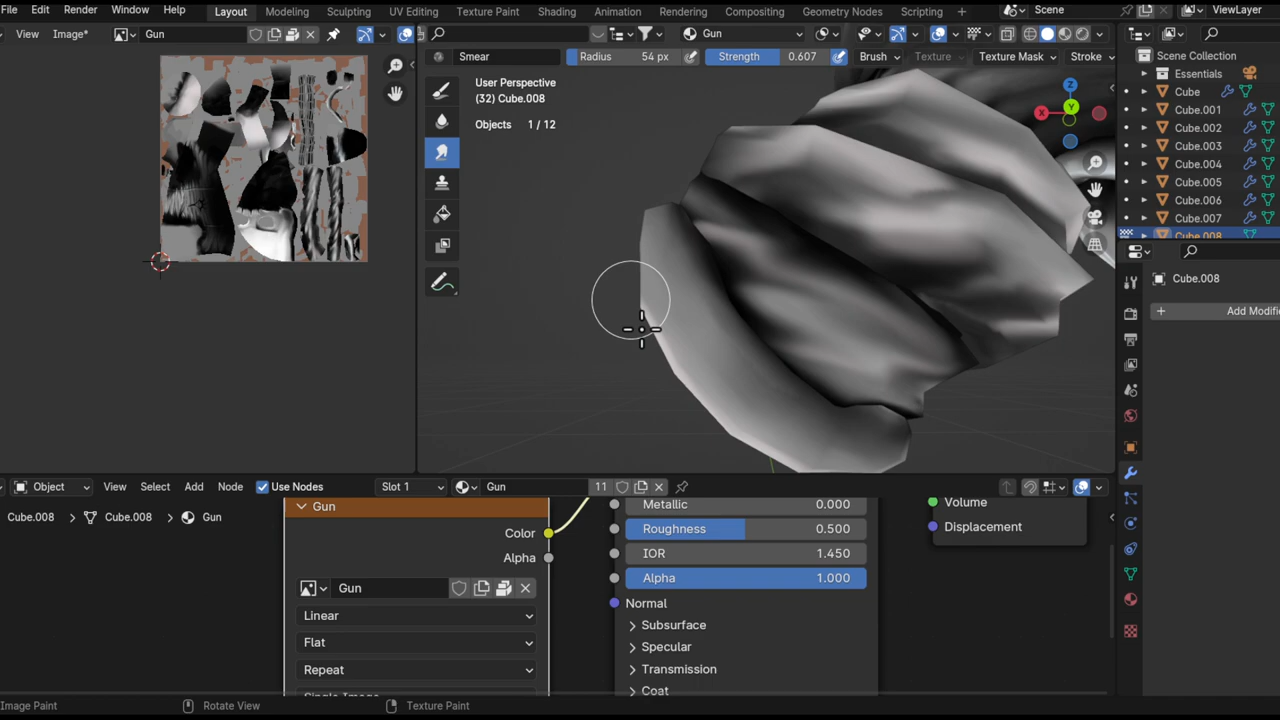 File Edit Render Window Help Layout Modeling Sculpting UV Editing Texture Paint Shading Animation Rendering Compositing Geometry Nodes Scripting + Scene ViewLayer
View Image* Gun Gun
Smear Radius 54 px Strength 0.607 Brush Texture Texture Mask Stroke
User Perspective
(32) Cube.008
Objects 1 / 12
Z
X
Y
Scene Collection
Essentials
Cube
Cube.001
Cube.002
Cube.003
Cube.004
Cube.005
Cube.006
Cube.007
Cube.008
Cube.008
+ Add Modifi
Object View Select Add Node Use Nodes Slot 1 Gun 11
Cube.008 > Cube.008 > Gun
Gun
Color
Alpha
Gun
Linear
Flat
Repeat
Single Image
Metallic 0.000
Roughness 0.500
IOR 1.450
Alpha 1.000
Normal
Subsurface
Specular
Transmission
Coat
Volume
Displacement
Image Paint Rotate View Texture Paint